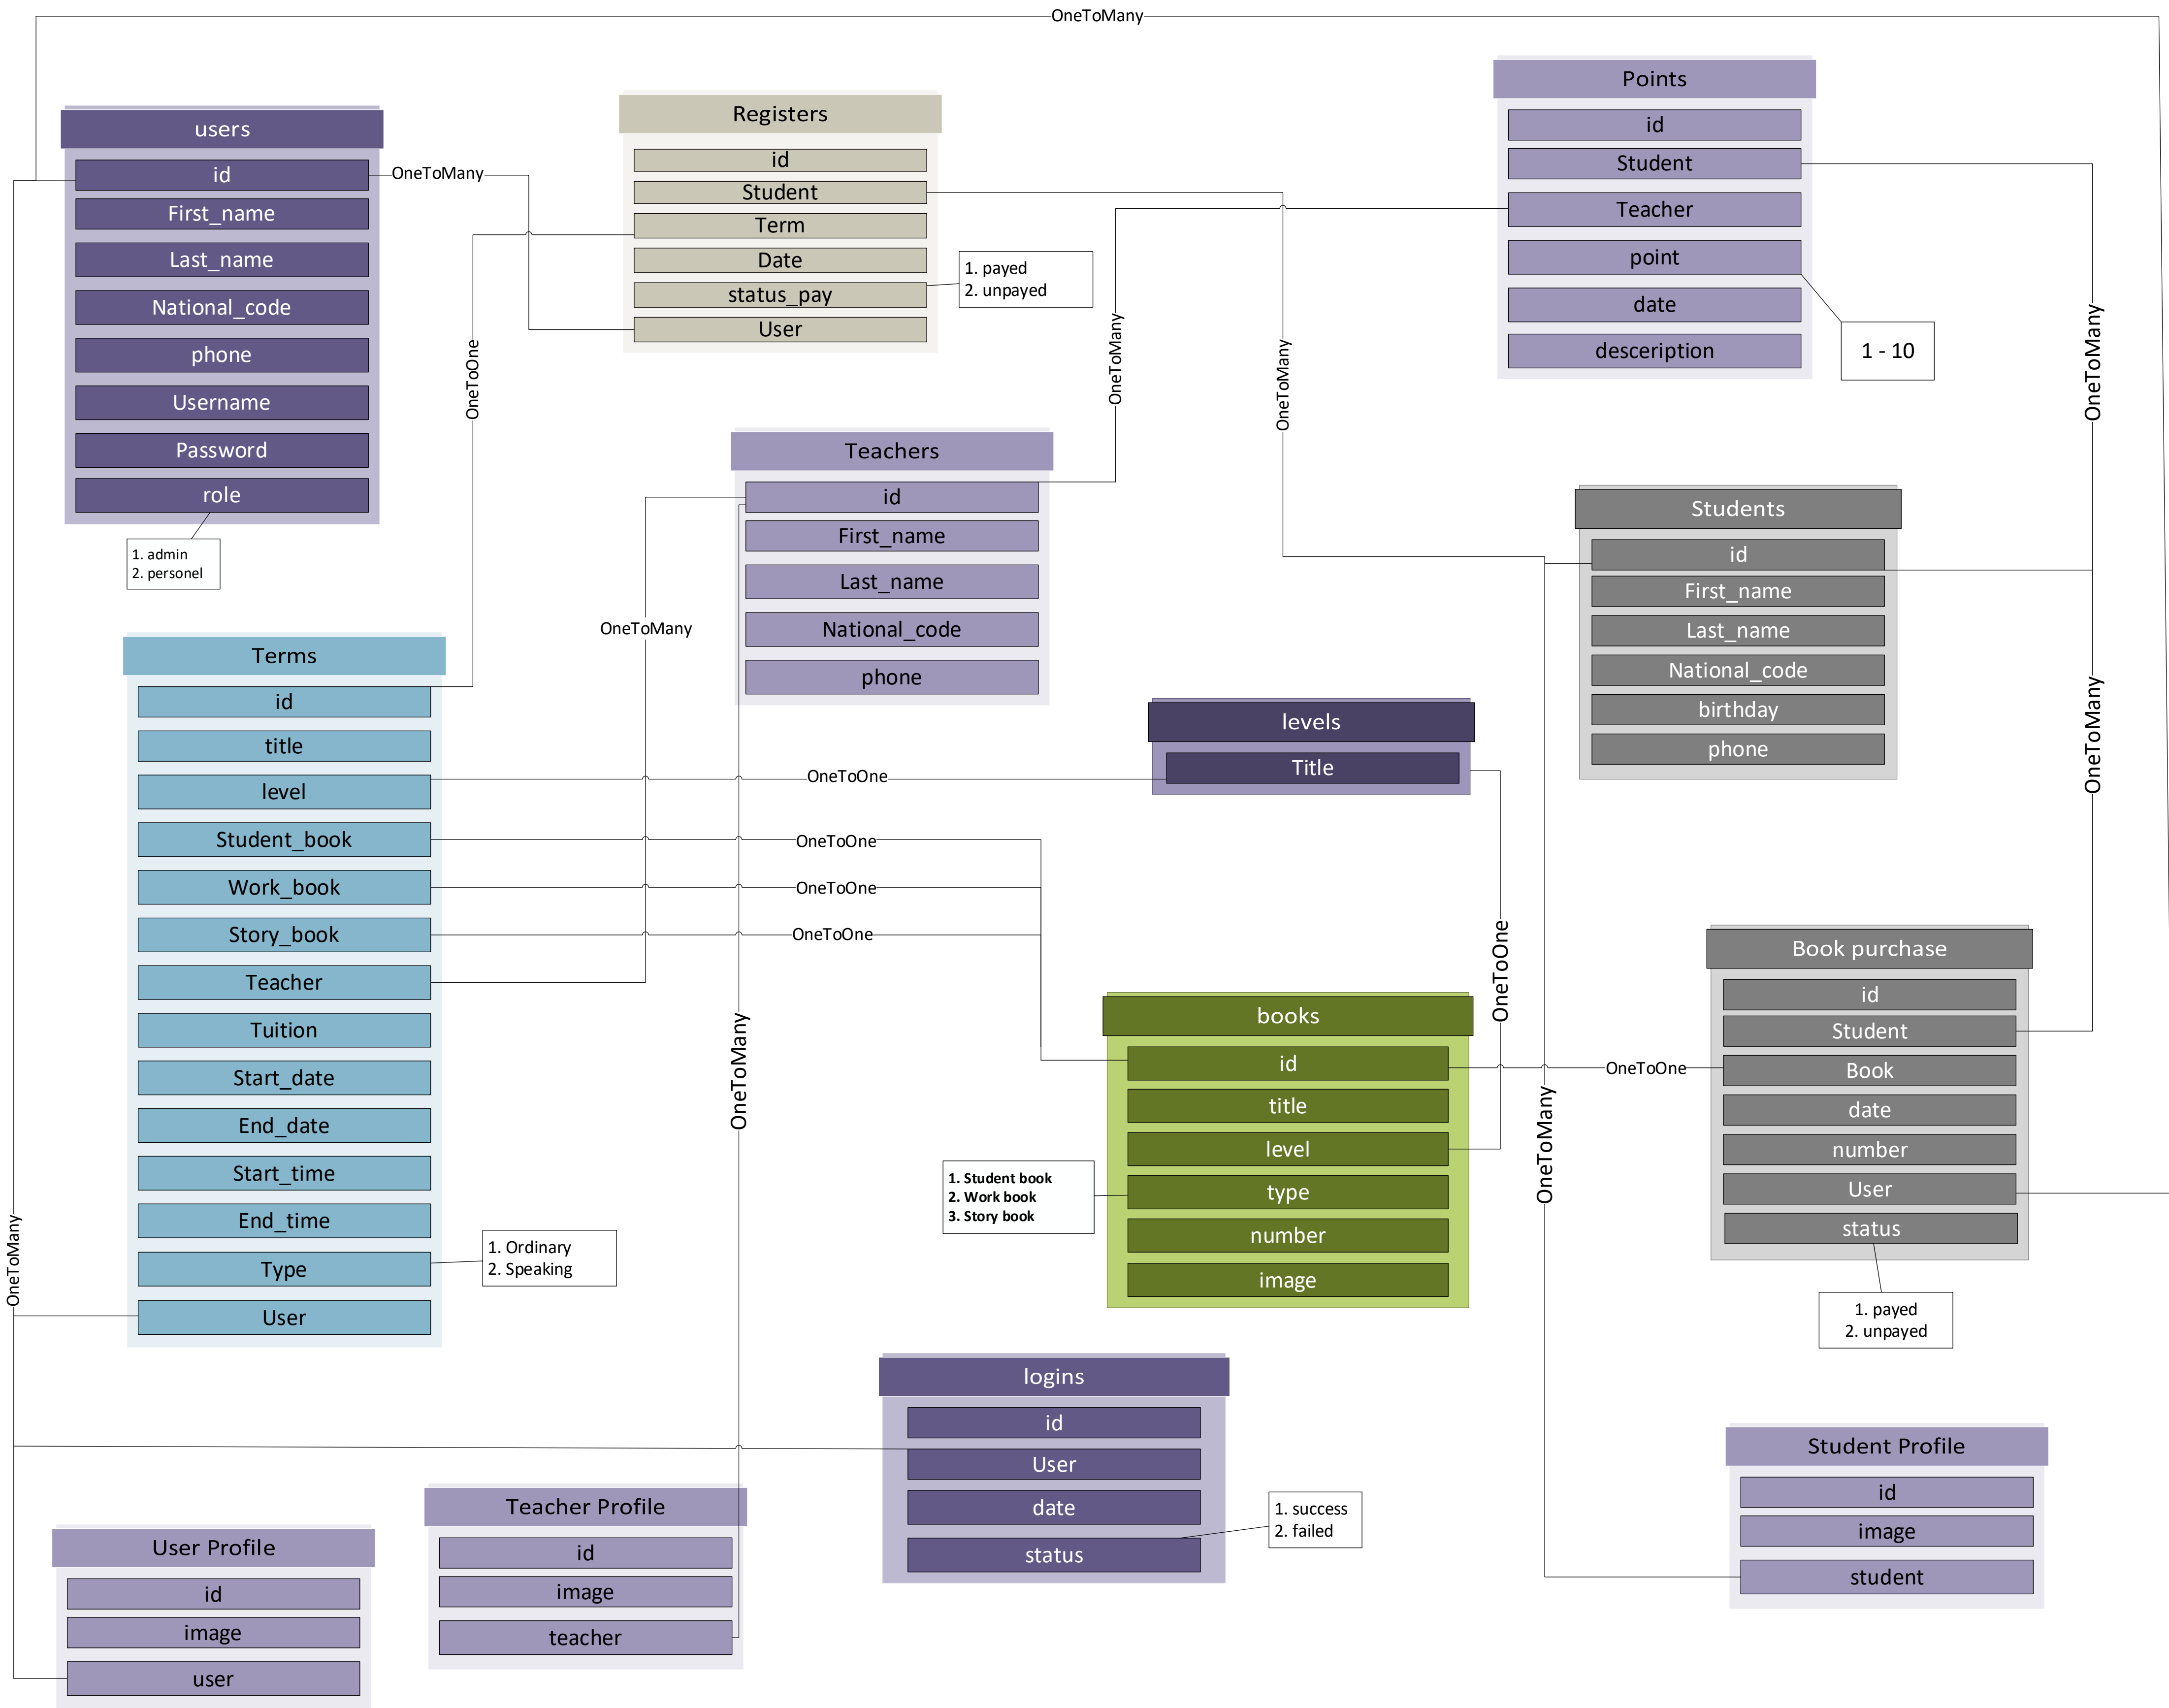 OneToMany
users
id
First_name
Last_name
National_code
phone
Username
Password
role
1. admin
2. personel
OneToMany
Registers
id
Student
Term
Date
status_pay
User
1. payed
2. unpayed
Points
id
Student
Teacher
point
date
desceription
1 - 10
OneToOne
OneToMany
OneToMany
OneToMany
Teachers
id
First_name
Last_name
National_code
phone
Students
id
First_name
Last_name
National_code
birthday
phone
OneToMany
OneToMany
Terms
id
title
level
Student_book
Work_book
Story_book
Teacher
Tuition
Start_date
End_date
Start_time
End_time
Type
User
1. Ordinary
2. Speaking
levels
Title
OneToOne
OneToOne
OneToOne
OneToOne
OneToOne
OneToMany
OneToMany
books
id
title
level
type
number
image
1. Student book
2. Work book
3. Story book
OneToOne
OneToMany
Book purchase
id
Student
Book
date
number
User
status
1. payed
2. unpayed
logins
id
User
date
status
1. success
2. failed
Student Profile
id
image
student
Teacher Profile
id
image
teacher
User Profile
id
image
user